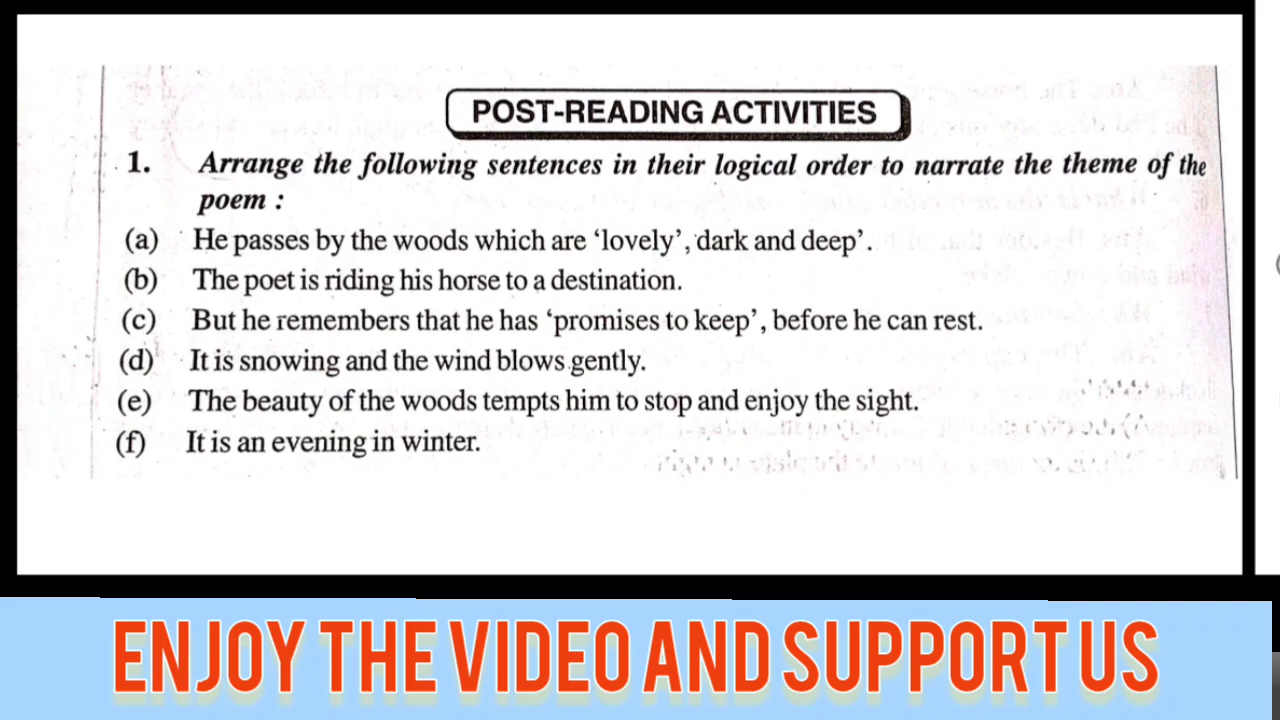 POST-READING ACTIVITIES
1. Arrange the following sentences in their logical order to narrate the theme of the
poem :
(a) He passes by the woods which are ‘lovely’, dark and deep’.
(b) The poet is riding his horse to a destination.
(c) But he remembers that he has ‘promises to keep’, before he can rest.
(d) It is snowing and the wind blows gently.
(e) The beauty of the woods tempts him to stop and enjoy the sight.
(f) It is an evening in winter.
ENJOY THE VIDEO AND SUPPORT US